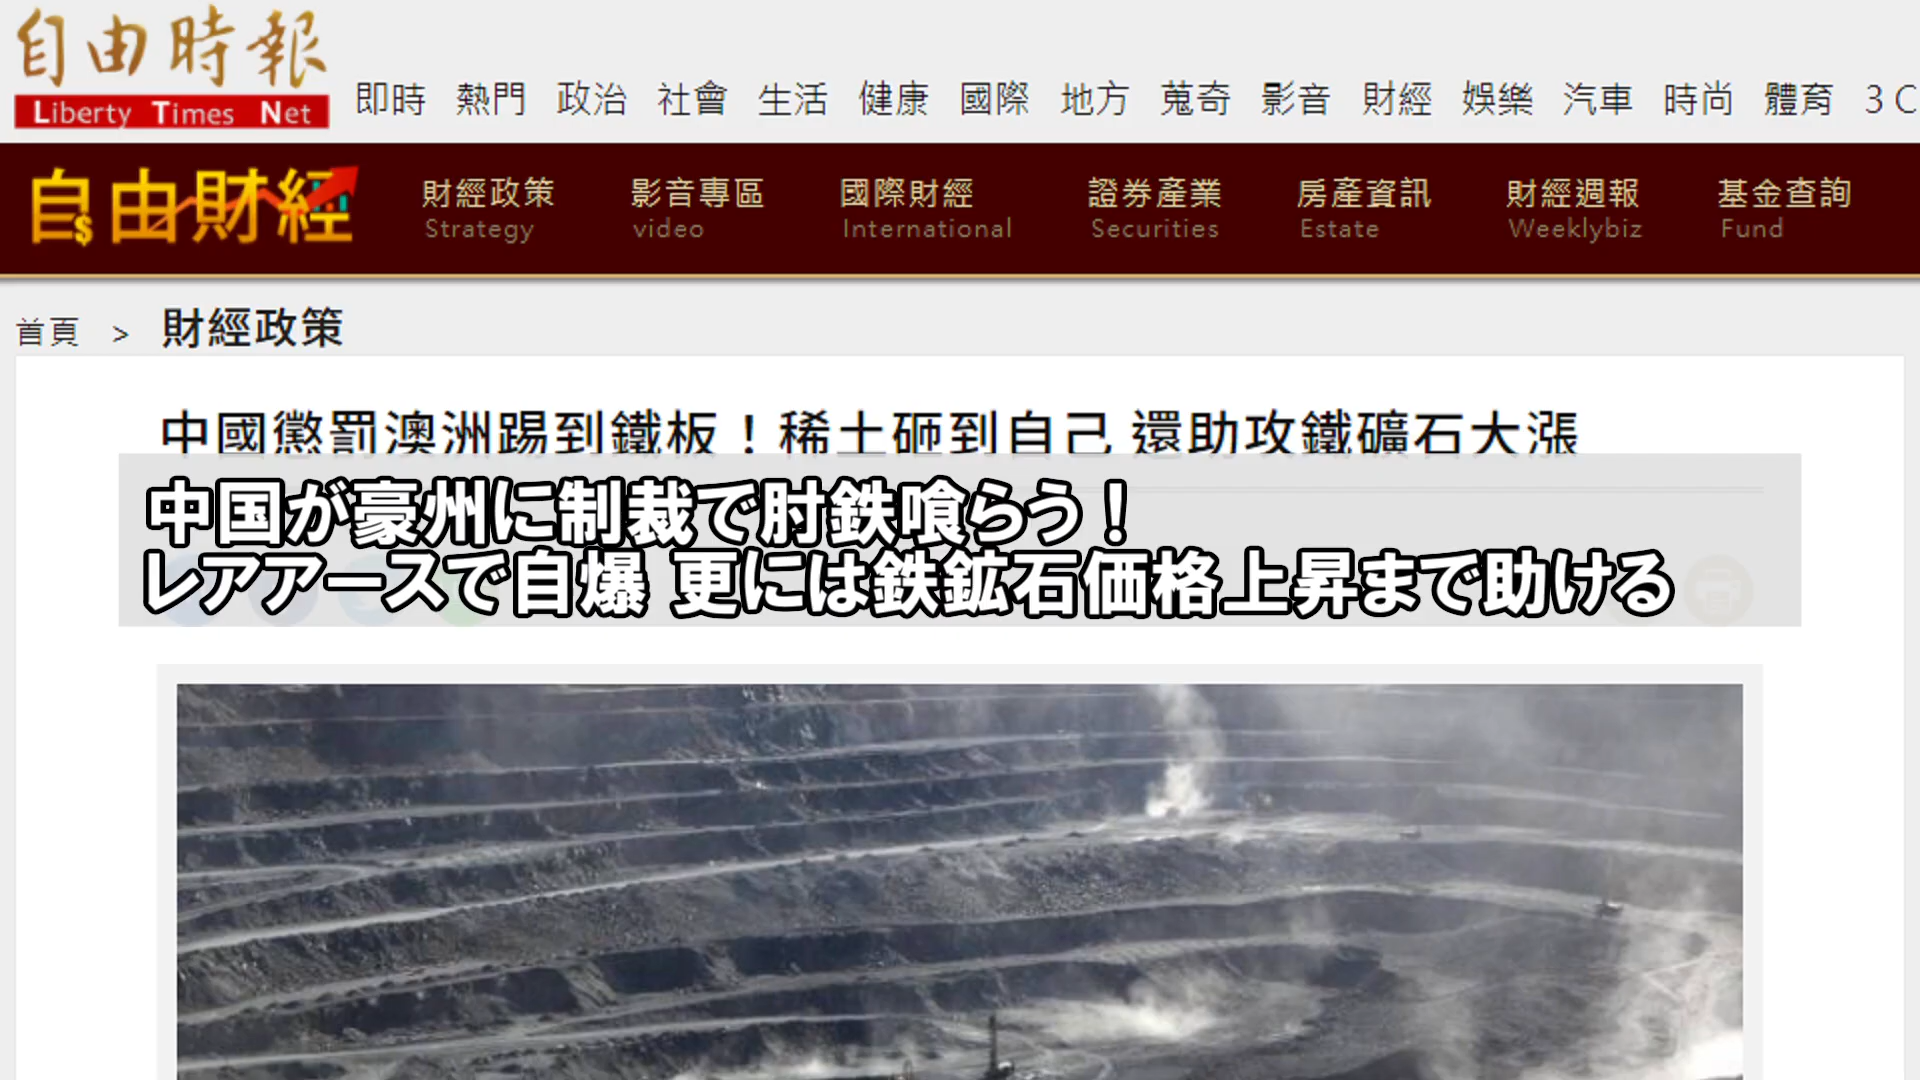 自由時報
Liberty Times Net
即時 熱門 政治 社會 生活 健康 國際 地方 蒐奇 影音 財經 娛樂 汽車 時尚 體育 3C
自由財經
財經政策 影音專區 國際財經 證券產業 房產資訊 財經週報 基金查詢
Strategy video International Securities Estate Weeklybiz Fund
首頁 > 財經政策
中國懲罰澳洲踢到鐵板！稀土砸到自己 還助攻鐵礦石大漲
中国が豪州に制裁で肘鉄喰らう！
レアアースで自爆 更には鉄鉱石価格上昇まで助ける